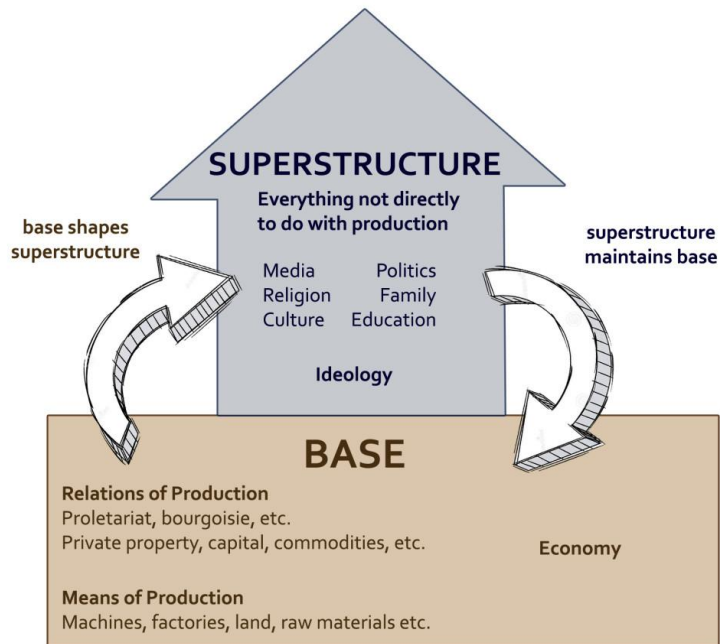 SUPERSTRUCTURE
Everything not directly
to do with production
base shapes
superstructure
superstructure
maintains base
Media Politics
Religion Family
Culture Education
Ideology
BASE
Relations of Production
Proletariat, bourgoisie, etc.
Private property, capital, commodities, etc.
Economy
Means of Production
Machines, factories, land, raw materials etc.